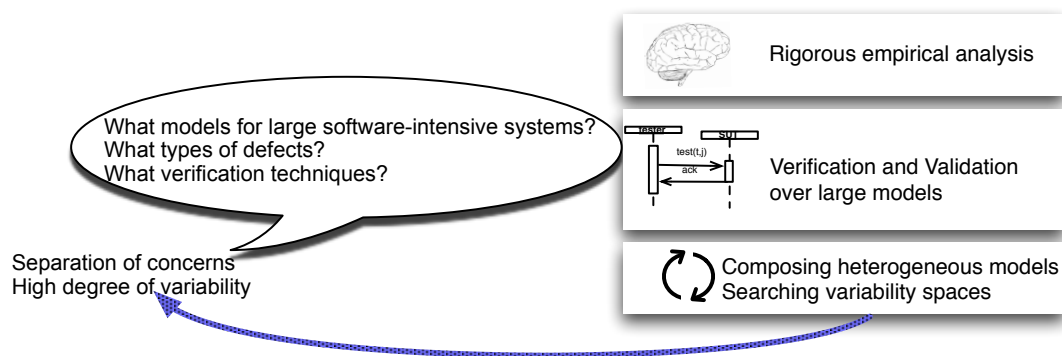 Rigorous empirical analysis
What models for large software-intensive systems?
What types of defects?
What verification techniques?
tester
SUT
test(t,j)
ack
Verification and Validation
over large models
Separation of concerns
High degree of variability
Composing heterogeneous models
Searching variability spaces